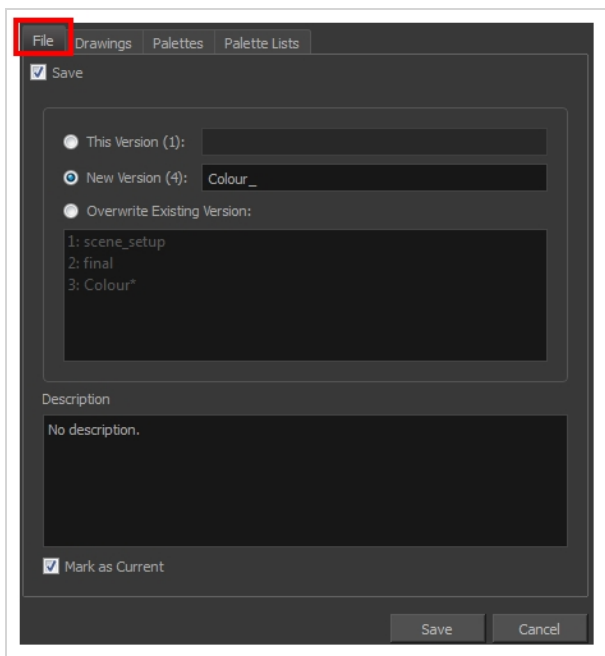 File Drawings Palettes Palette Lists
Save
This Version (1):
New Version (4): Colour_
Overwrite Existing Version:
1: scene_setup
2: final
3: Colour*
Description
No description.
Mark as Current
Save Cancel